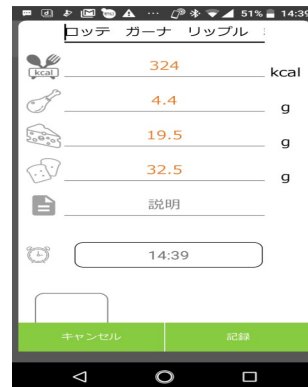 51% 14:39
ロッテ ガーナ リップル
kcal 324 kcal
4.4 g
19.5 g
32.5 g
説明
14:39
キャンセル 記録